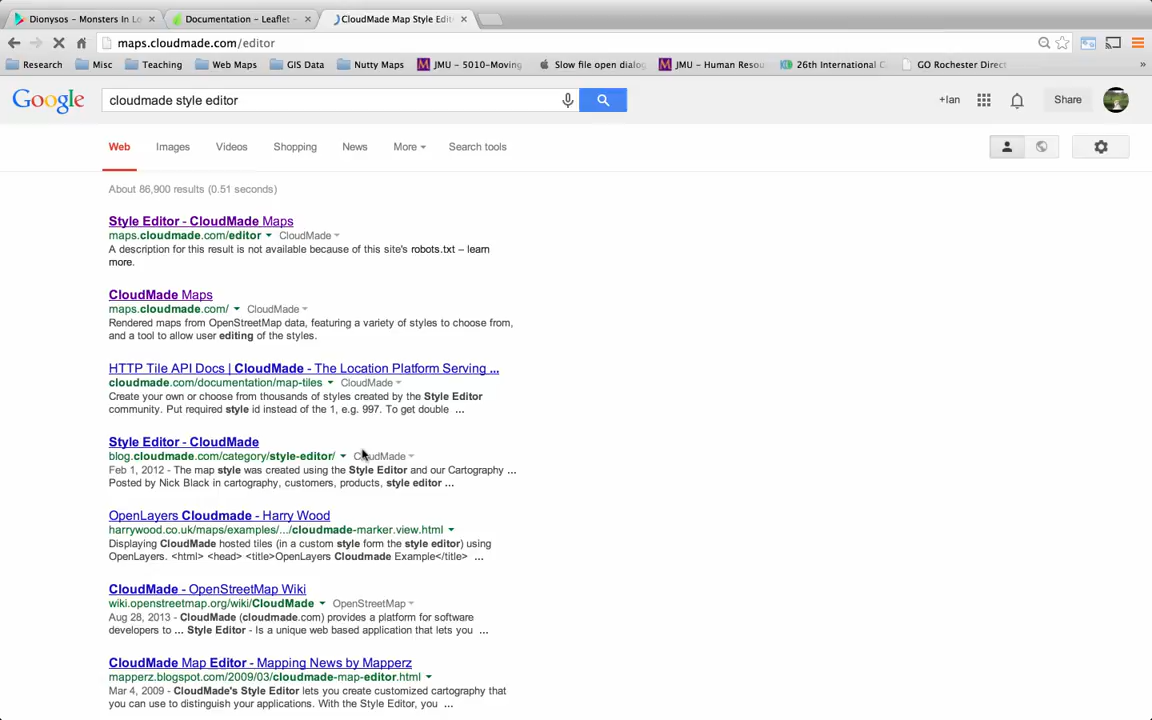 Dionysos - Monsters In Lo
Documentation - Leaflet -
CloudMade Map Style Edit
maps.cloudmade.com/editor
Research Misc Teaching Web Maps GIS Data Nutty Maps JMU - 5010-Moving Slow file open dialog JMU - Human Resou 26th International C GO Rochester Direct »
Google cloudmade style editor +Ian Share
Web Images Videos Shopping News More Search tools
About 86,900 results (0.51 seconds)
Style Editor - CloudMade Maps
maps.cloudmade.com/editor CloudMade
A description for this result is not available because of this site's robots.txt – learn
more.
CloudMade Maps
maps.cloudmade.com/ CloudMade
Rendered maps from OpenStreetMap data, featuring a variety of styles to choose from,
and a tool to allow user editing of the styles.
HTTP Tile API Docs | CloudMade - The Location Platform Serving ...
cloudmade.com/documentation/map-tiles CloudMade
Create your own or choose from thousands of styles created by the Style Editor
community. Put required style id instead of the 1, e.g. 997. To get double ...
Style Editor - CloudMade
blog.cloudmade.com/category/style-editor/ CloudMade
Feb 1, 2012 - The map style was created using the Style Editor and our Cartography ...
Posted by Nick Black in cartography, customers, products, style editor ...
OpenLayers Cloudmade - Harry Wood
harrywood.co.uk/maps/examples/.../cloudmade-marker.view.html
Displaying CloudMade hosted tiles (in a custom style form the style editor) using
OpenLayers. <html> <head> <title>OpenLayers Cloudmade Example</title> ...
CloudMade - OpenStreetMap Wiki
wiki.openstreetmap.org/wiki/CloudMade OpenStreetMap
Aug 28, 2013 - CloudMade (cloudmade.com) provides a platform for software
developers to ... Style Editor - Is a unique web based application that lets you ...
CloudMade Map Editor - Mapping News by Mapperz
mapperz.blogspot.com/2009/03/cloudmade-map-editor.html
Mar 4, 2009 - CloudMade's Style Editor lets you create customized cartography that
you can use to distinguish your applications. With the Style Editor, you ...